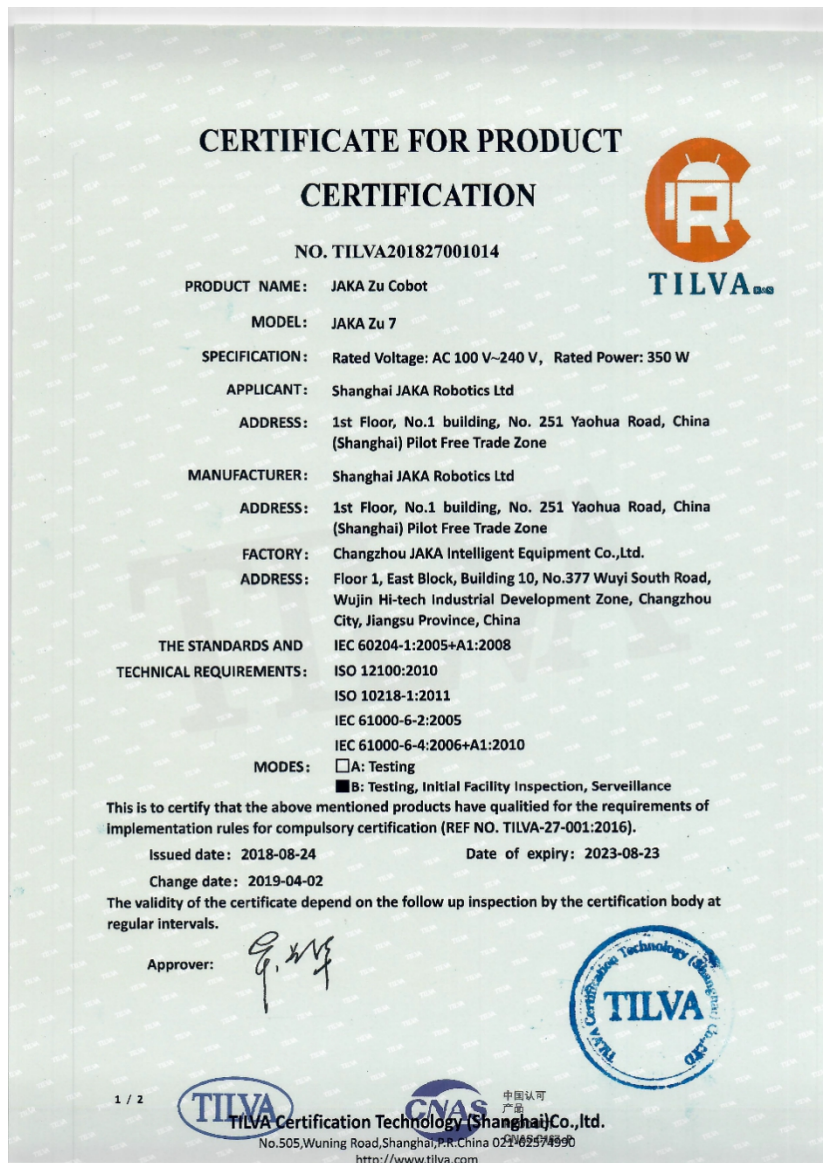 CERTIFICATE FOR PRODUCT
CERTIFICATION
R
TILVA
NO. TILVA201827001014
PRODUCT NAME: JAKA Zu Cobot
MODEL: JAKA Zu 7
SPECIFICATION: Rated Voltage: AC 100 V~240 V, Rated Power: 350 W
APPLICANT: Shanghai JAKA Robotics Ltd
ADDRESS: 1st Floor, No.1 building, No. 251 Yaohua Road, China
(Shanghai) Pilot Free Trade Zone
MANUFACTURER: Shanghai JAKA Robotics Ltd
ADDRESS: 1st Floor, No.1 building, No. 251 Yaohua Road, China
(Shanghai) Pilot Free Trade Zone
FACTORY: Changzhou JAKA Intelligent Equipment Co.,Ltd.
ADDRESS: Floor 1, East Block, Building 10, No.377 Wuyi South Road,
Wujin Hi-tech Industrial Development Zone, Changzhou
City, Jiangsu Province, China
THE STANDARDS AND IEC 60204-1:2005+A1:2008
TECHNICAL REQUIREMENTS: ISO 12100:2010
ISO 10218-1:2011
IEC 61000-6-2:2005
IEC 61000-6-4:2006+A1:2010
MODES: □A: Testing
■B: Testing, Initial Facility Inspection, Serveillance
This is to certify that the above mentioned products have qualitied for the requirements of
implementation rules for compulsory certification (REF NO. TILVA-27-001:2016).
Issued date: 2018-08-24 Date of expiry: 2023-08-23
Change date: 2019-04-02
The validity of the certificate depend on the follow up inspection by the certification body at
regular intervals.
Approver:
TILVA Certification Technology (Shanghai) Co.,LTD
TILVA
1 / 2
TILVA
CNAS
中国认可
产品
TILVA Certification Technology (Shanghai)Co.,ltd.
No.505,Wuning Road,Shanghai,P.R.China 021-62574990
http://www.tilva.com